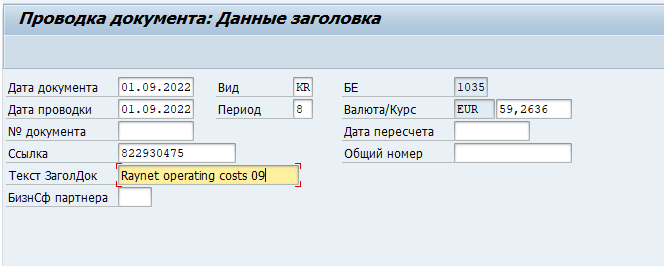 Проводка документа: Данные заголовка
Дата документа 01.09.2022 Вид KR БЕ 1035
Дата проводки 01.09.2022 Период 8 Валюта/Курс EUR 59,2636
№ документа Дата пересчета
Ссылка 822930475 Общий номер
Текст ЗаголДок Raynet operating costs 09
БизнСф партнера